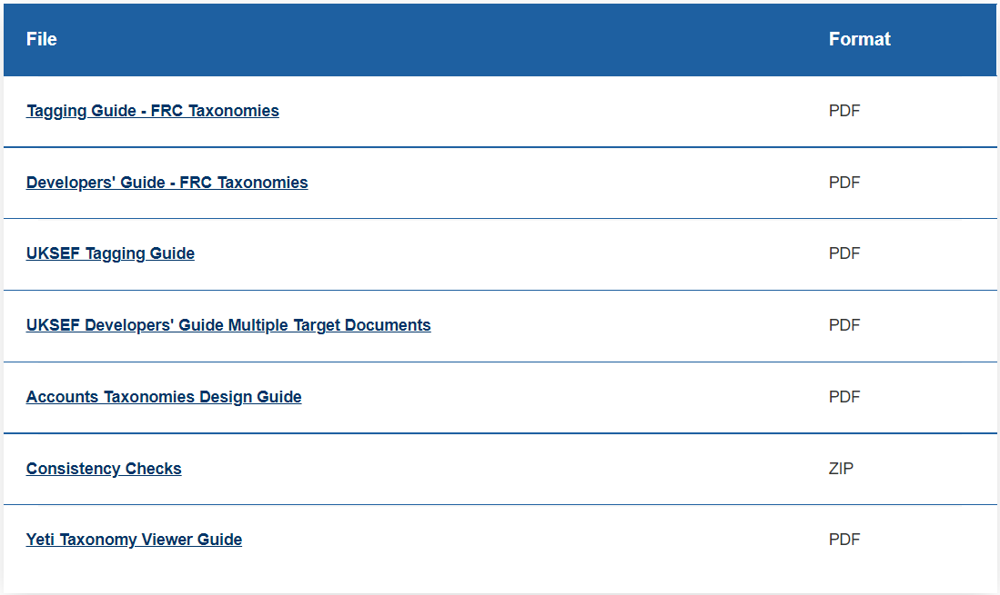 File Format
Tagging Guide - FRC Taxonomies PDF
Developers' Guide - FRC Taxonomies PDF
UKSEF Tagging Guide PDF
UKSEF Developers' Guide Multiple Target Documents PDF
Accounts Taxonomies Design Guide PDF
Consistency Checks ZIP
Yeti Taxonomy Viewer Guide PDF